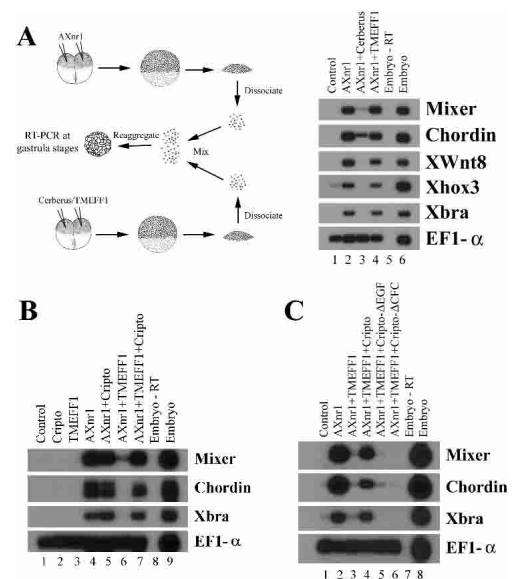 A
AXnr1
Dissociate
RT-PCR at
gastrula stages
Reaggregate
Mix
Cerberus/TMEFF1
Dissociate
Control
AXnr1
AXnr1+Cerberus
AXnr1+TMEFF1
Embryo - RT
Embryo
Mixer
Chordin
XWnt8
Xhox3
Xbra
EF1- α
1 2 3 4 5 6
B
Control
Cripto
TMEFF1
AXnr1
AXnr1+Cripto
AXnr1+TMEFF1
AXnr1+TMEFF1+Cripto
Embryo - RT
Embryo
Mixer
Chordin
Xbra
EF1- α
1 2 3 4 5 6 7 8 9
C
Control
AXnr1
AXnr1+TMEFF1
AXnr1+TMEFF1+Cripto
AXnr1+TMEFF1+Cripto-ΔEGF
AXnr1+TMEFF1+Cripto-ΔCFC
Embryo - RT
Embryo
Mixer
Chordin
Xbra
EF1- α
1 2 3 4 5 6 7 8